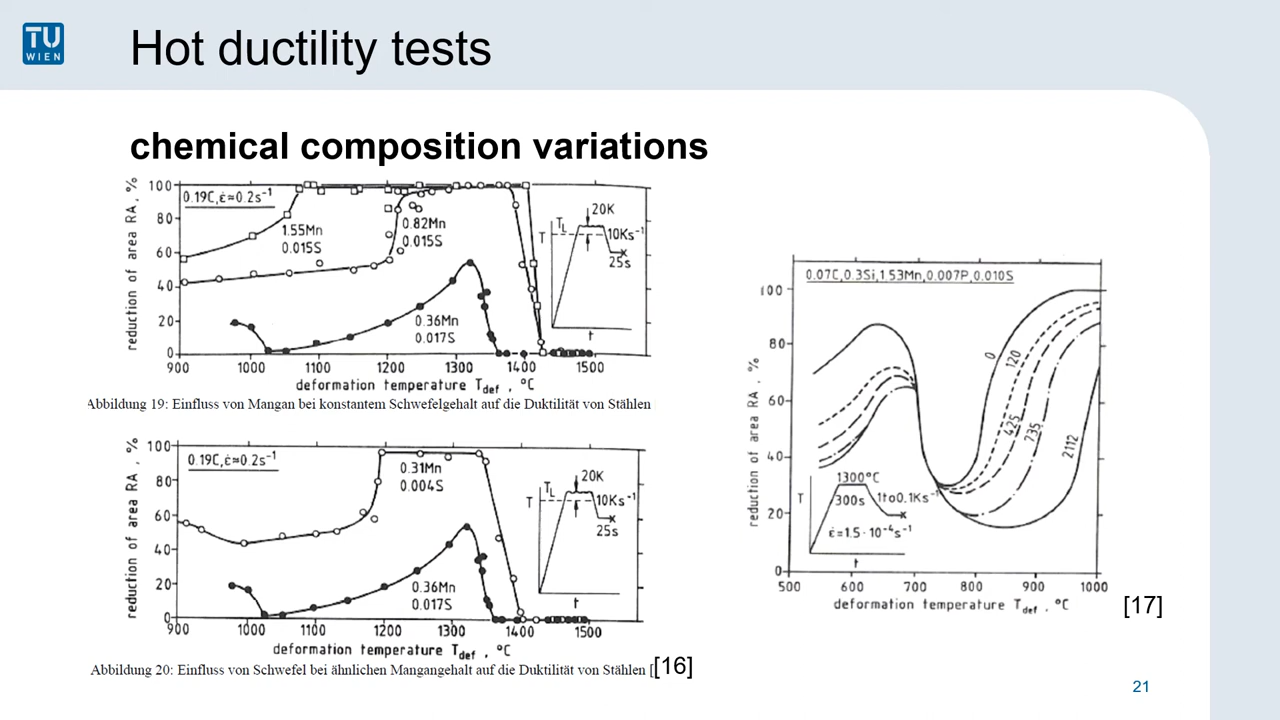 TU
WIEN
Hot ductility tests
chemical composition variations
reduction of area RA, %
100
80
60
40
20
0
0.19C, ε̇≈0.2s⁻¹
1.55Mn
0.015S
0.82Mn
0.015S
0.36Mn
0.017S
20K
TL
T
10Ks⁻¹
25s
t
900 1000 1100 1200 1300 1400 1500
deformation temperature Tdef , °C
Abbildung 19: Einfluss von Mangan bei konstantem Schwefelgehalt auf die Duktilität von Stählen
reduction of area RA, %
100
80
60
40
20
0
0.19C, ε̇≈0.2s⁻¹
0.31Mn
0.004S
0.36Mn
0.017S
20K
TL
T
10Ks⁻¹
25s
t
900 1000 1100 1200 1300 1400 1500
deformation temperature Tdef , °C
Abbildung 20: Einfluss von Schwefel bei ähnlichen Mangangehalt auf die Duktilität von Stählen [
[16]
reduction of area RA, %
100
80
60
40
20
0
0.07C,0.3Si,1.53Mn,0.007P,0.010S
0
120
425
735
2112
1300°C
T
300s
1to0.1Ks⁻¹
ε̇=1.5·10⁻⁴s⁻¹
t
500 600 700 800 900 1000
deformation temperature Tdef , °C
[17]
21